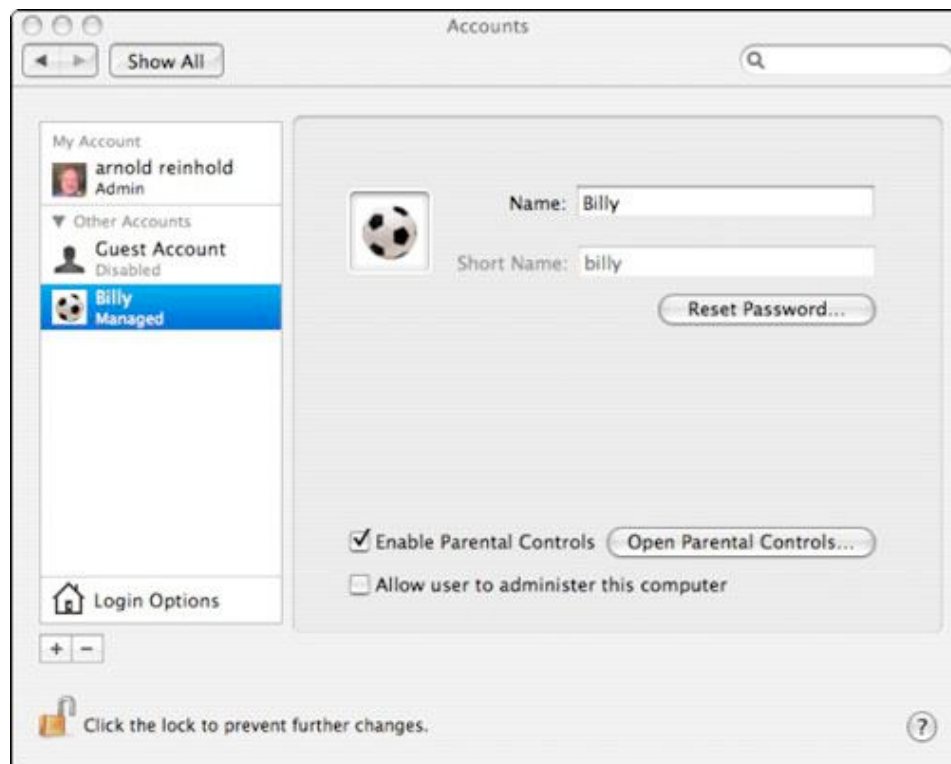 Accounts
Show All
My Account
arnold reinhold
Admin
Other Accounts
Guest Account
Disabled
Billy
Managed
Login Options
+ −
Name: Billy
Short Name: billy
Reset Password...
Enable Parental Controls Open Parental Controls...
Allow user to administer this computer
Click the lock to prevent further changes.
?